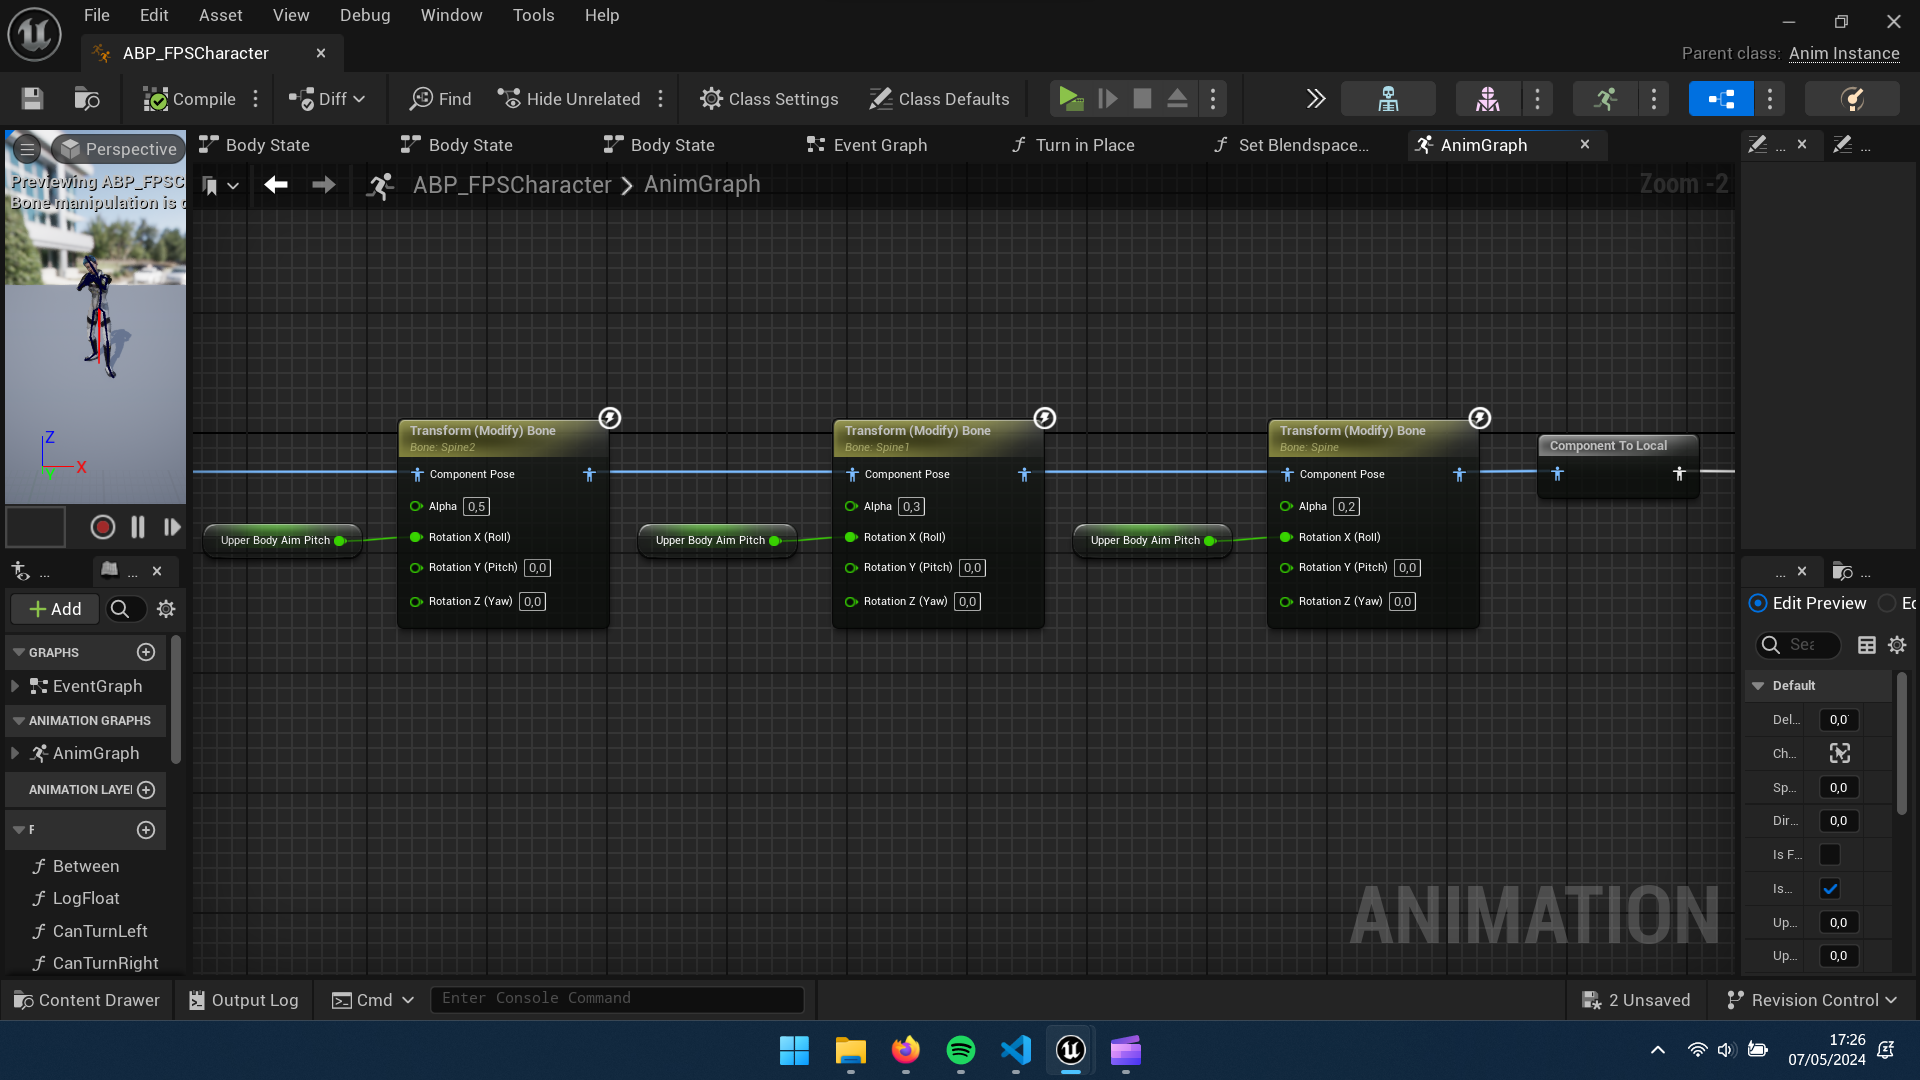 File Edit Asset View Debug Window Tools Help
ABP_FPSCharacter
Parent class: Anim Instance
Compile Diff Find Hide Unrelated Class Settings Class Defaults
Perspective
Body State Body State Body State Event Graph Turn in Place Set Blendspace... AnimGraph
... ...
Previewing ABP_FPSC
Bone manipulation is
ABP_FPSCharacter AnimGraph
Zoom -2
Transform (Modify) Bone
Bone: Spine2
Component Pose
Alpha 0,5
Rotation X (Roll)
Rotation Y (Pitch) 0,0
Rotation Z (Yaw) 0,0
Upper Body Aim Pitch
Transform (Modify) Bone
Bone: Spine1
Component Pose
Alpha 0,3
Rotation X (Roll)
Rotation Y (Pitch) 0,0
Rotation Z (Yaw) 0,0
Upper Body Aim Pitch
Transform (Modify) Bone
Bone: Spine
Component Pose
Alpha 0,2
Rotation X (Roll)
Rotation Y (Pitch) 0,0
Rotation Z (Yaw) 0,0
Upper Body Aim Pitch
Component To Local
ANIMATION
Z
Y
X
... ...
Add
GRAPHS
EventGraph
ANIMATION GRAPHS
AnimGraph
ANIMATION LAYE
F
Between
LogFloat
CanTurnLeft
CanTurnRight
... ...
Edit Preview
Sea
Default
Del... 0,0
Ch...
Sp... 0,0
Dir... 0,0
Is F...
Is...
Up... 0,0
Up... 0,0
Content Drawer Output Log Cmd Enter Console Command 2 Unsaved Revision Control
17:26
07/05/2024